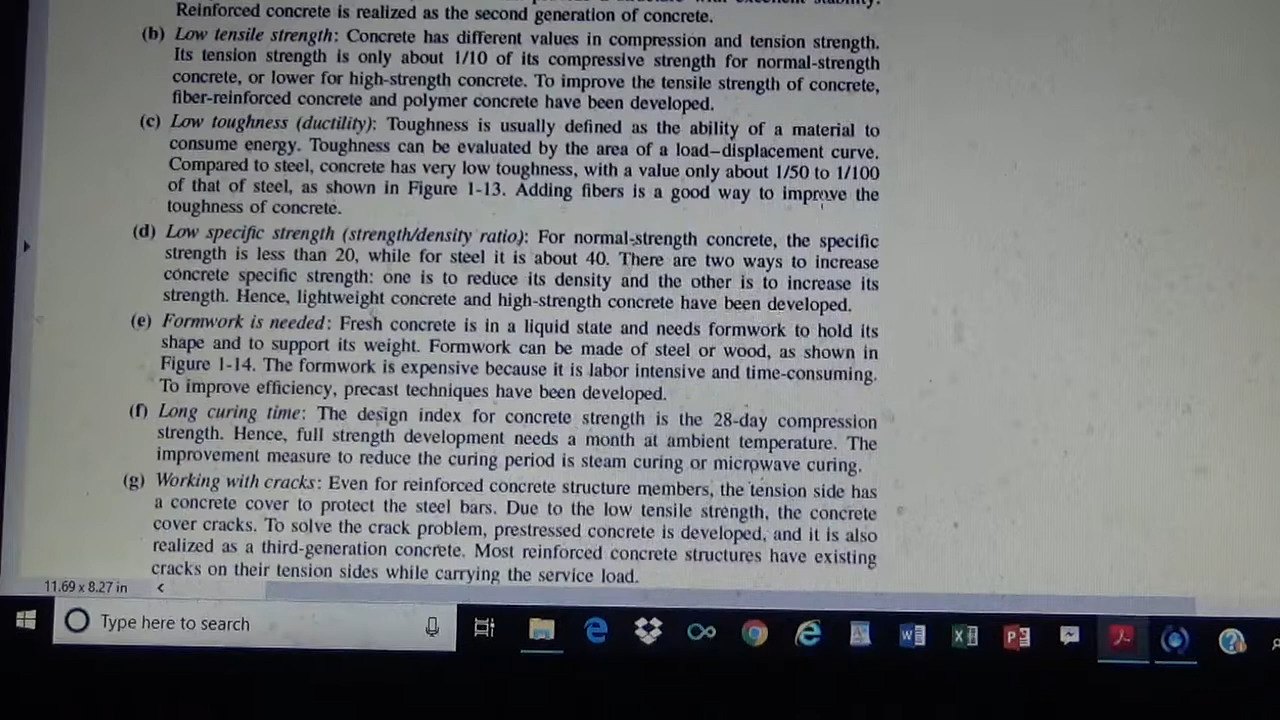 Reinforced concrete is realized as the second generation of concrete.
(b) Low tensile strength: Concrete has different values in compression and tension strength.
Its tension strength is only about 1/10 of its compressive strength for normal-strength
concrete, or lower for high-strength concrete. To improve the tensile strength of concrete,
fiber-reinforced concrete and polymer concrete have been developed.
(c) Low toughness (ductility): Toughness is usually defined as the ability of a material to
consume energy. Toughness can be evaluated by the area of a load–displacement curve.
Compared to steel, concrete has very low toughness, with a value only about 1/50 to 1/100
of that of steel, as shown in Figure 1-13. Adding fibers is a good way to improve the
toughness of concrete.
(d) Low specific strength (strength/density ratio): For normal-strength concrete, the specific
strength is less than 20, while for steel it is about 40. There are two ways to increase
concrete specific strength: one is to reduce its density and the other is to increase its
strength. Hence, lightweight concrete and high-strength concrete have been developed.
(e) Formwork is needed: Fresh concrete is in a liquid state and needs formwork to hold its
shape and to support its weight. Formwork can be made of steel or wood, as shown in
Figure 1-14. The formwork is expensive because it is labor intensive and time-consuming.
To improve efficiency, precast techniques have been developed.
(f) Long curing time: The design index for concrete strength is the 28-day compression
strength. Hence, full strength development needs a month at ambient temperature. The
improvement measure to reduce the curing period is steam curing or microwave curing.
(g) Working with cracks: Even for reinforced concrete structure members, the tension side has
a concrete cover to protect the steel bars. Due to the low tensile strength, the concrete
cover cracks. To solve the crack problem, prestressed concrete is developed, and it is also
realized as a third-generation concrete. Most reinforced concrete structures have existing
cracks on their tension sides while carrying the service load.
11.69 x 8.27 in
Type here to search